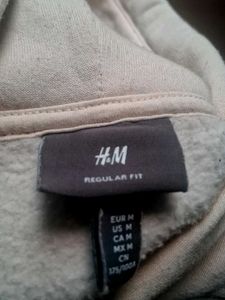 H&M
REGULAR FIT
EUR M
US M
CA M
MX M
CN
175/100A